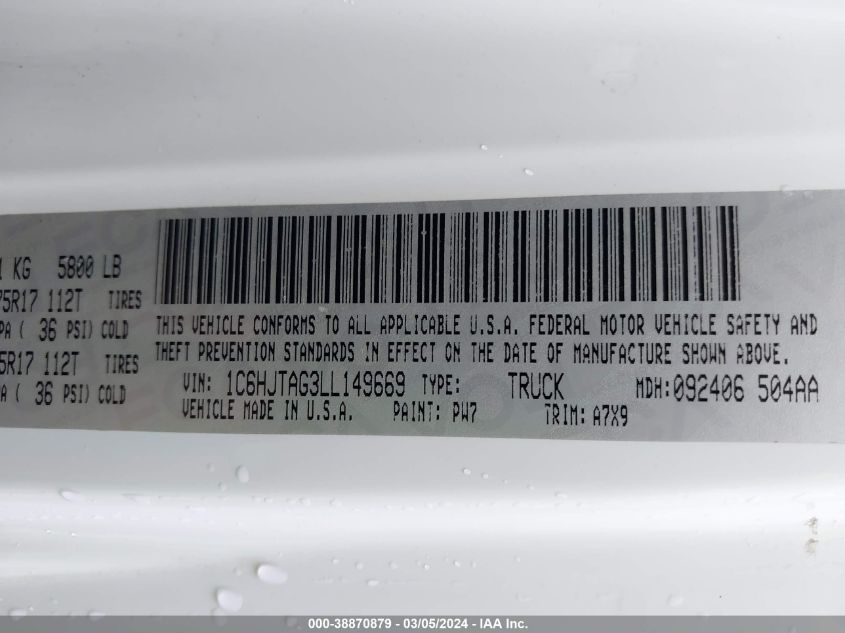 1 KG 5800 LB
75R17 112T TIRES
PA ( 36 PSI) COLD
5R17 112T TIRES
PA ( 36 PSI) COLD
THIS VEHICLE CONFORMS TO ALL APPLICABLE U.S.A. FEDERAL MOTOR VEHICLE SAFETY AND
THEFT PREVENTION STANDARDS IN EFFECT ON THE DATE OF MANUFACTURE SHOWN ABOVE.
VIN: 1C6HJTAG3LL149669 TYPE: TRUCK MDH:092406 504AA
VEHICLE MADE IN U.S.A. PAINT: PW7 TRIM: A7X9
000-38870879 - 03/05/2024 - IAA Inc.